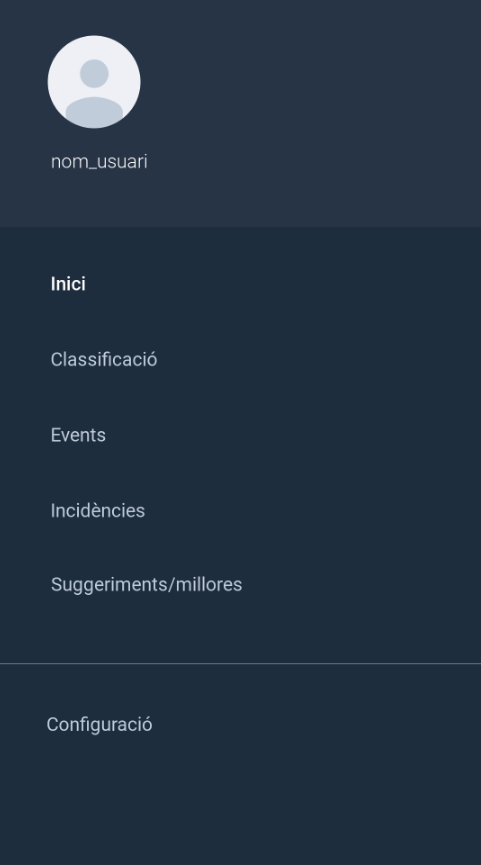 nom_usuari
Inici
Classificació
Events
Incidències
Suggeriments/millores
Configuració